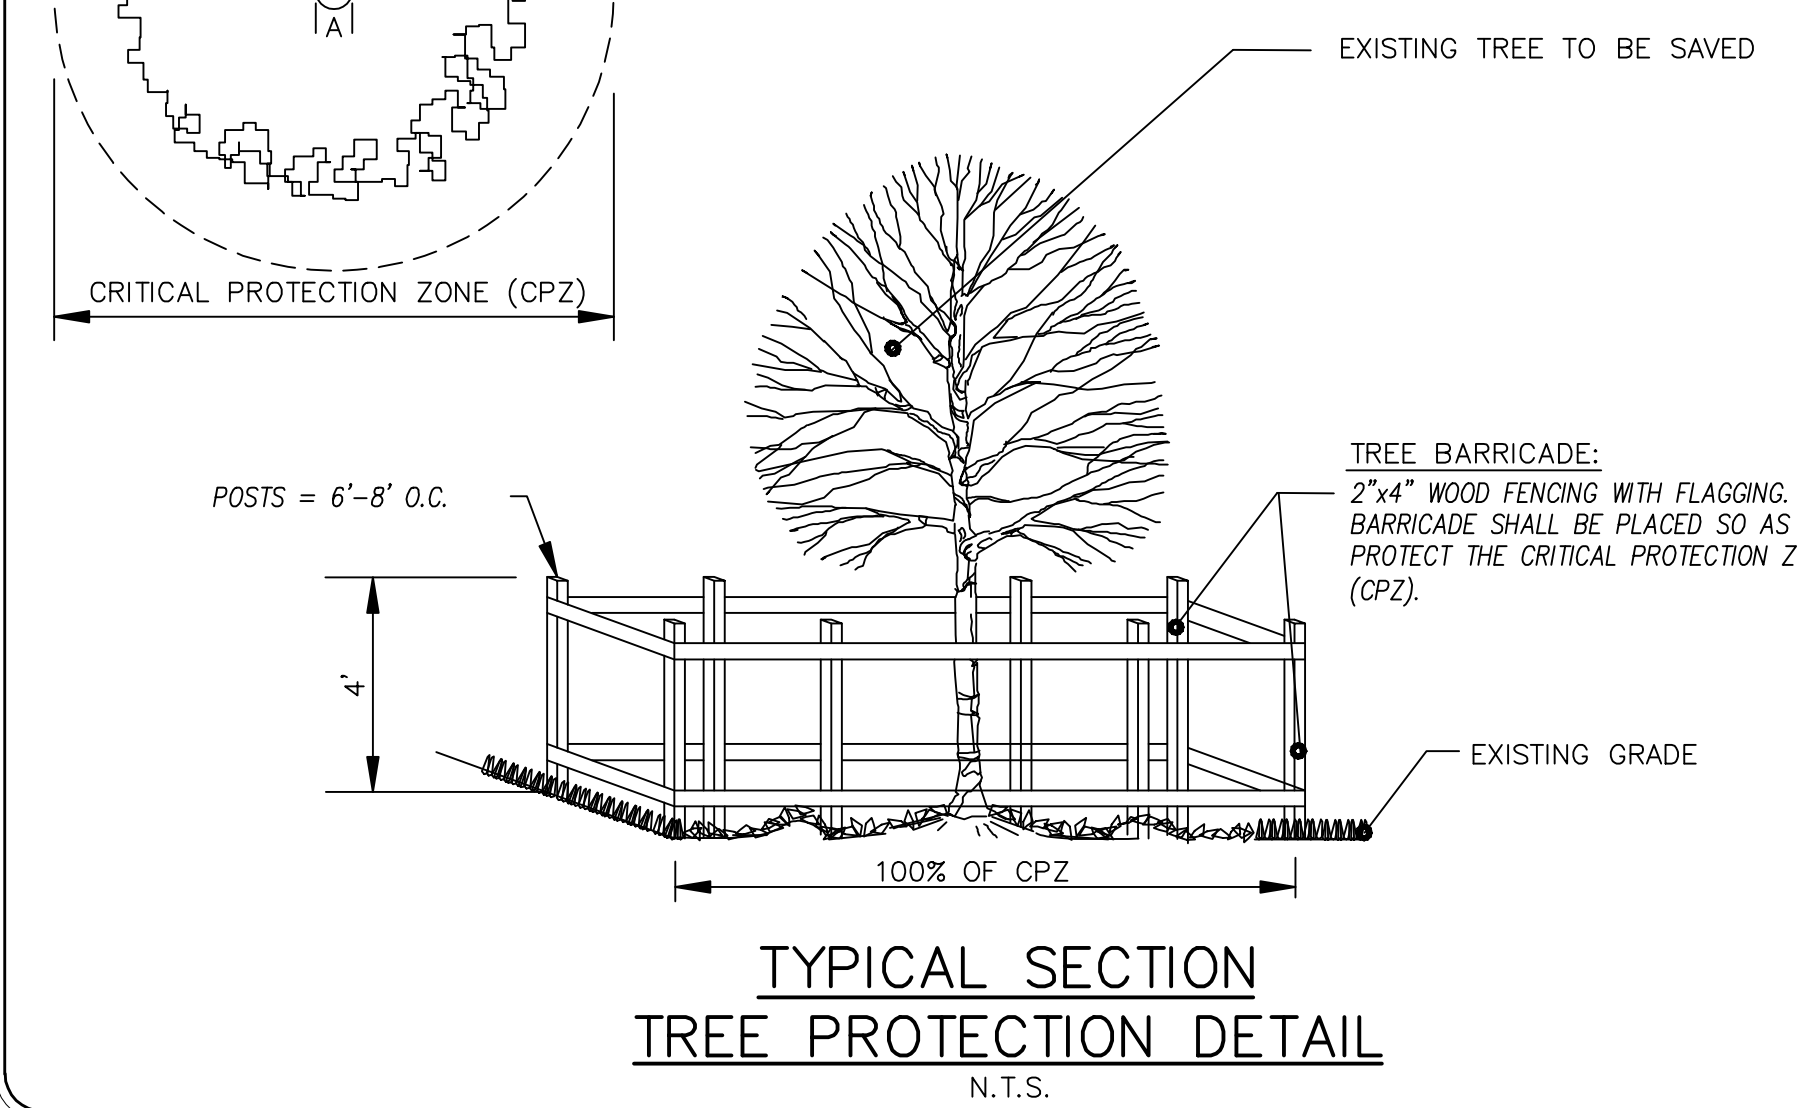 A
EXISTING TREE TO BE SAVED
CRITICAL PROTECTION ZONE (CPZ)
TREE BARRICADE:
2"x4" WOOD FENCING WITH FLAGGING.
BARRICADE SHALL BE PLACED SO AS
PROTECT THE CRITICAL PROTECTION Z
(CPZ).
POSTS = 6'-8' O.C.
4'
EXISTING GRADE
100% OF CPZ
TYPICAL SECTION
TREE PROTECTION DETAIL
N.T.S.